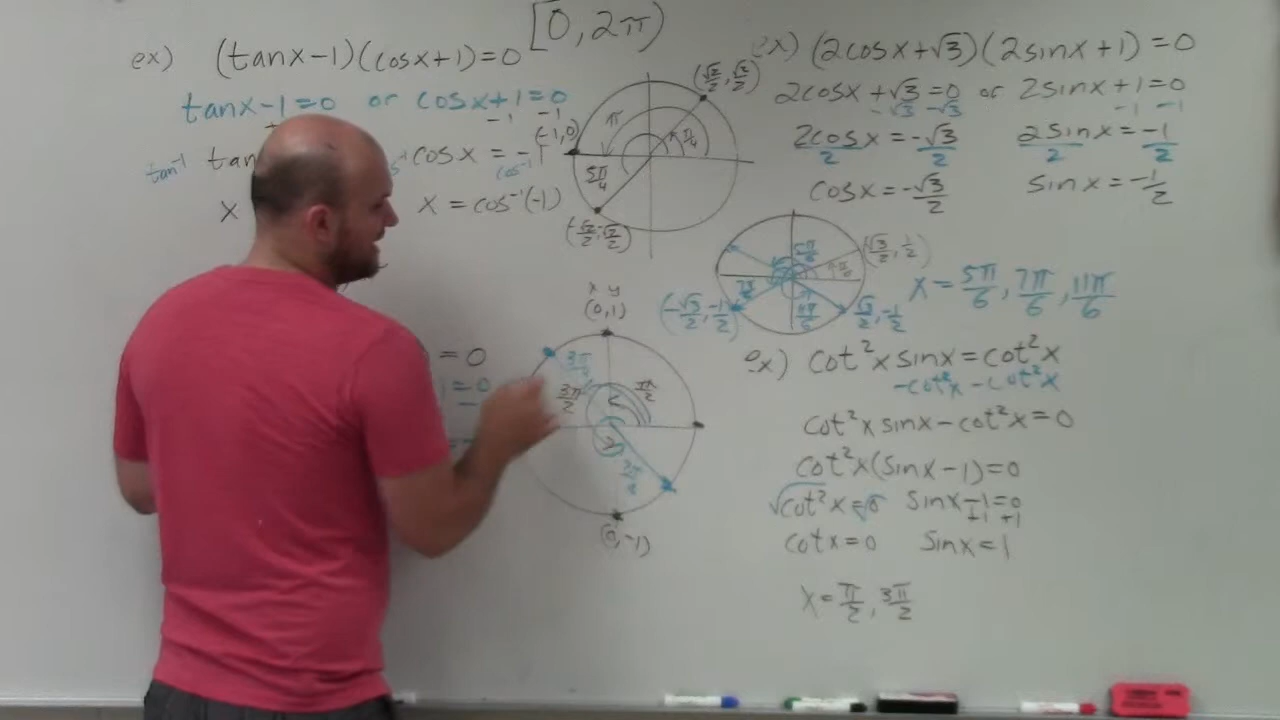 [0, 2π)
ex) (tanx-1)(cosx+1)=0
tanx-1=0 or cosx+1=0
-1 -1
tan⁻¹ tan
cosx = -1
cos⁻¹
x
x = cos⁻¹(-1)
(√2/2, √2/2)
(-1,0)
π
π/4
5π/4
(-√2/2, -√2/2)
= 0
1=0
x y
(0,1)
3π/2
π/2
(0,-1)
ex) (2cosx+√3)(2sinx+1)=0
2cosx+√3=0 or 2sinx+1=0
-√3 -√3 -1 -1
2cosx=-√3 2sinx=-1
2 2 2 2
cosx=-√3/2 sinx=-1/2
(√3/2, 1/2)
5π/6
π/6
(-√3/2, -1/2)
√3/2, -1/2
x = 5π/6, 7π/6, 11π/6
ex) cot²x sinx = cot²x
-cot²x -cot²x
cot²x sinx - cot²x = 0
cot²x(sinx-1)=0
√cot²x=√0 sinx-1=0
+1 +1
cotx=0 sinx=1
x=π/2, 3π/2